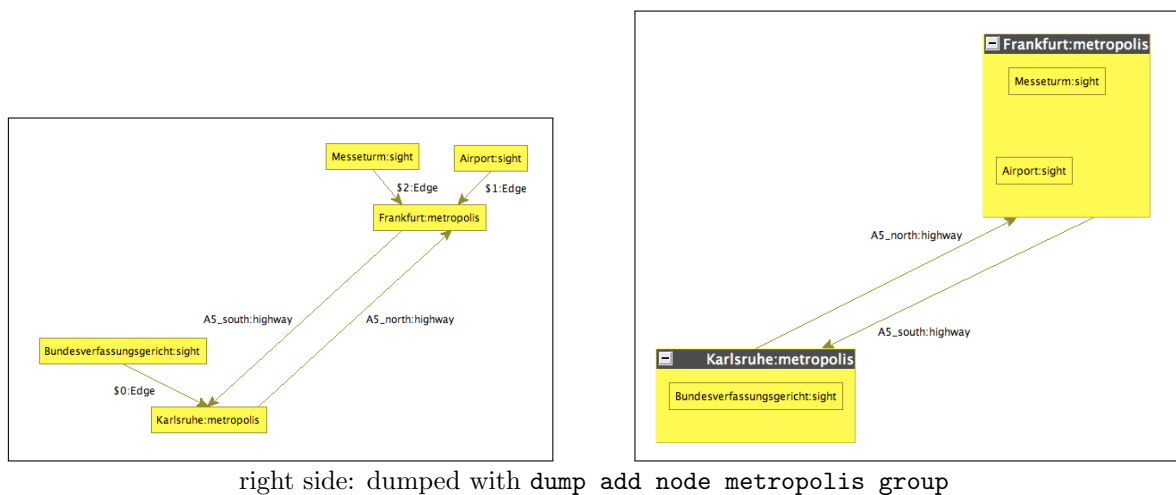 Messeturm:sight
Airport:sight
$2:Edge
$1:Edge
Frankfurt:metropolis
A5_south:highway
A5_north:highway
Bundesverfassungsgericht:sight
$0:Edge
Karlsruhe:metropolis
Frankfurt:metropolis
Messeturm:sight
Airport:sight
A5_north:highway
A5_south:highway
Karlsruhe:metropolis
Bundesverfassungsgericht:sight
right side: dumped with dump add node metropolis group